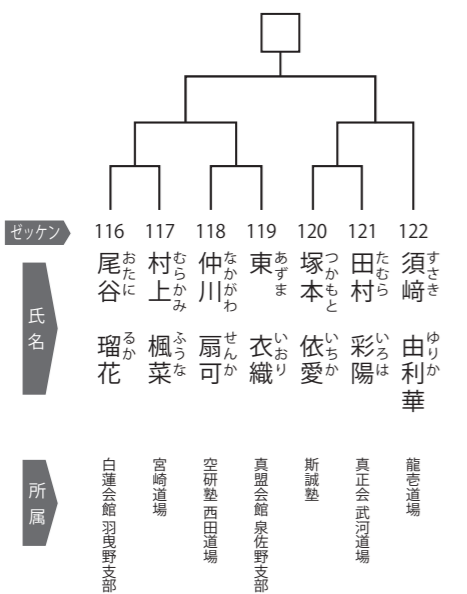 ゼッケン 116 117 118 119 120 121 122
氏名
尾谷 瑠花
おたに るか
村上 楓菜
むらかみ ふうな
仲川 扇可
なかがわ せんか
東 衣織
あずま いおり
塚本 依愛
つかもと いちか
田村 彩陽
たむら いろは
須﨑 由利華
すさき ゆりか
所属
白蓮会館 羽曳野支部
宮崎道場
空研塾 西田道場
真盟会館 泉佐野支部
斯誠塾
真正会 武河道場
龍壱道場